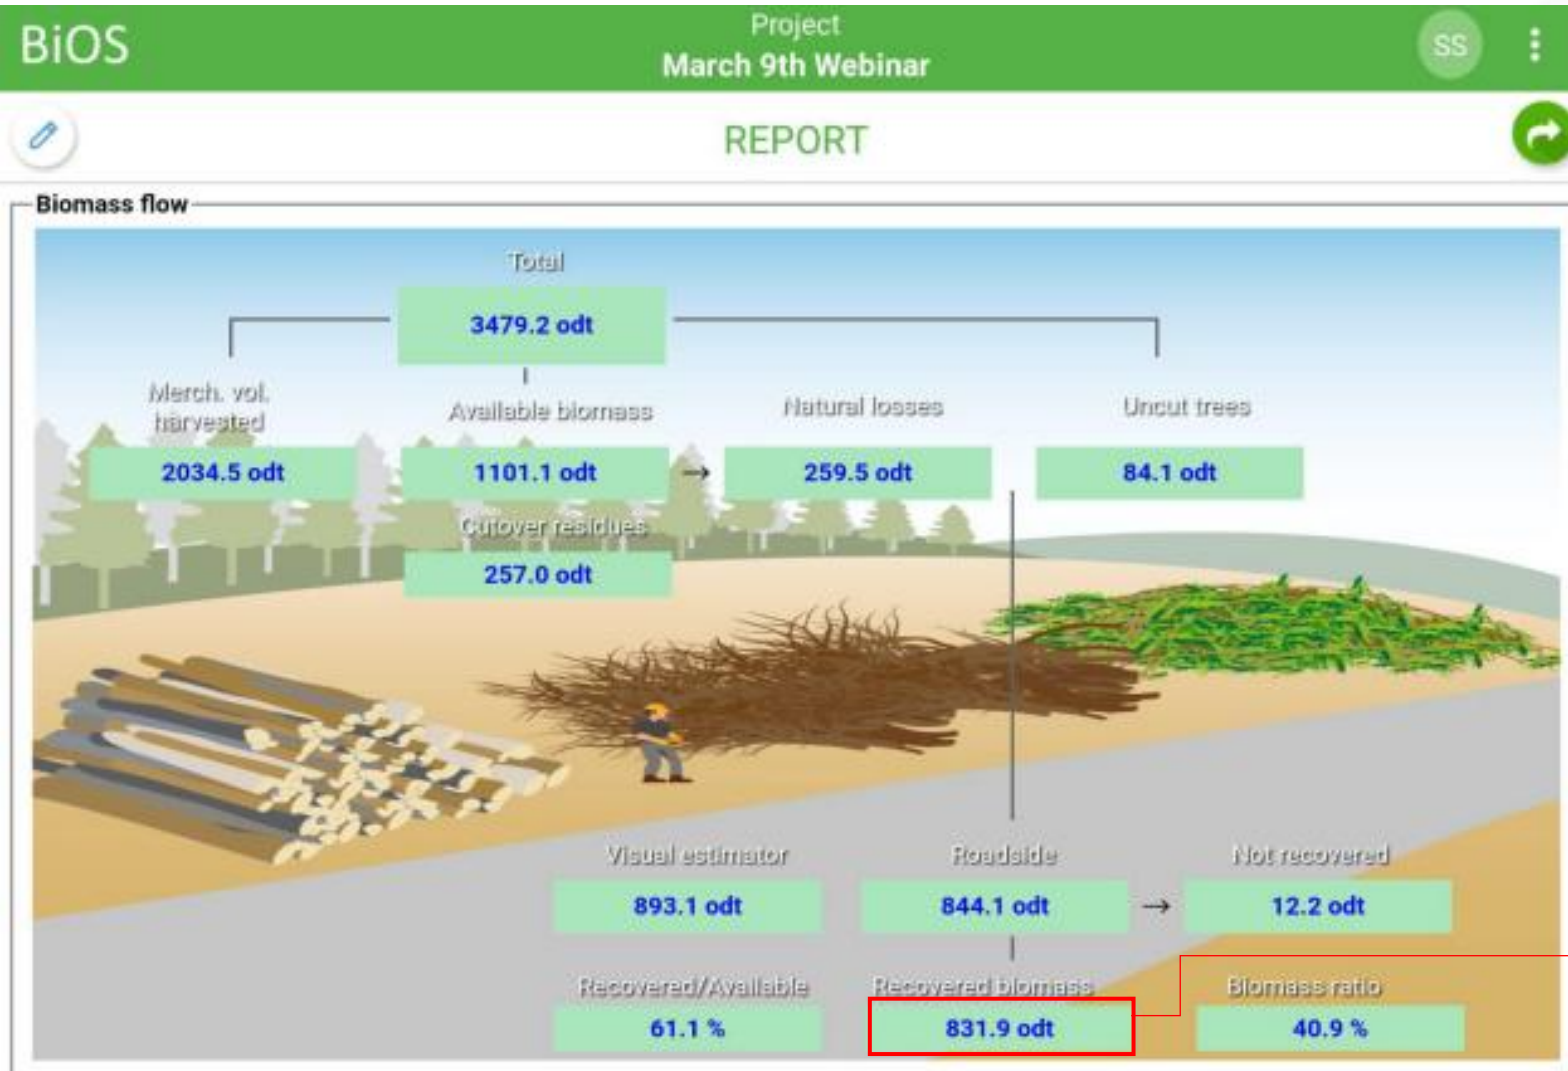 BiOS
Project
March 9th Webinar
SS
REPORT
Biomass flow
Total
3479.2 odt
Merch. vol.
harvested
Available biomass
Natural losses
Uncut trees
2034.5 odt
1101.1 odt
→
259.5 odt
84.1 odt
Cutover residues
257.0 odt
Visual estimator
Roadside
Not recovered
893.1 odt
844.1 odt
→
12.2 odt
Recovered/Available
Recovered biomass
Biomass ratio
61.1 %
831.9 odt
40.9 %